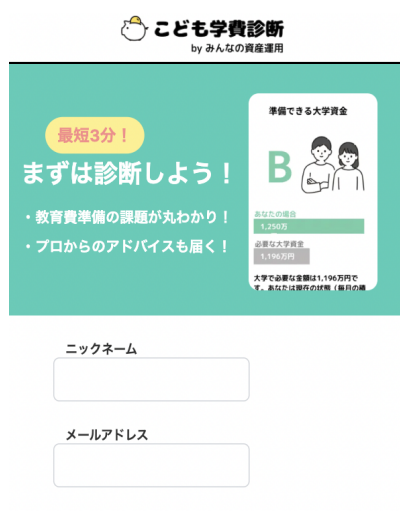 こども学費診断
by みんなの資産運用
最短3分！
まずは診断しよう！
・教育費準備の課題が丸わかり！
・プロからのアドバイスも届く！
準備できる大学資金
B
あなたの場合
1,250万
必要な大学資金
1,196万円
大学で必要な金額は1,196万円で
す。あなたは現在の状態（毎月の積
ニックネーム
メールアドレス